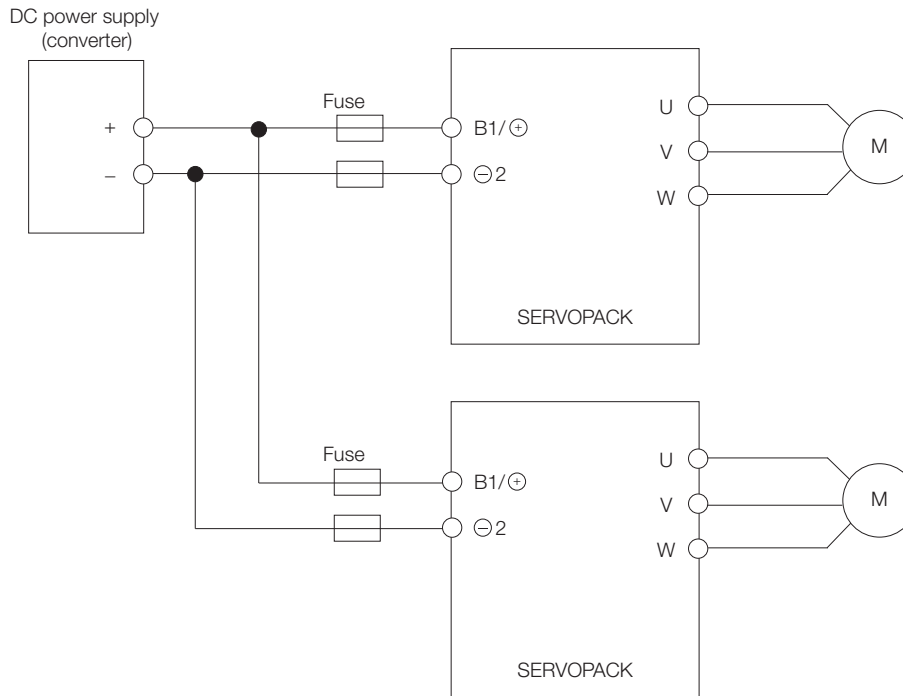 DC power supply
(converter)
+
−
Fuse
B1/⊕
⊖2
U
V
W
M
SERVOPACK
Fuse
B1/⊕
⊖2
U
V
W
M
SERVOPACK